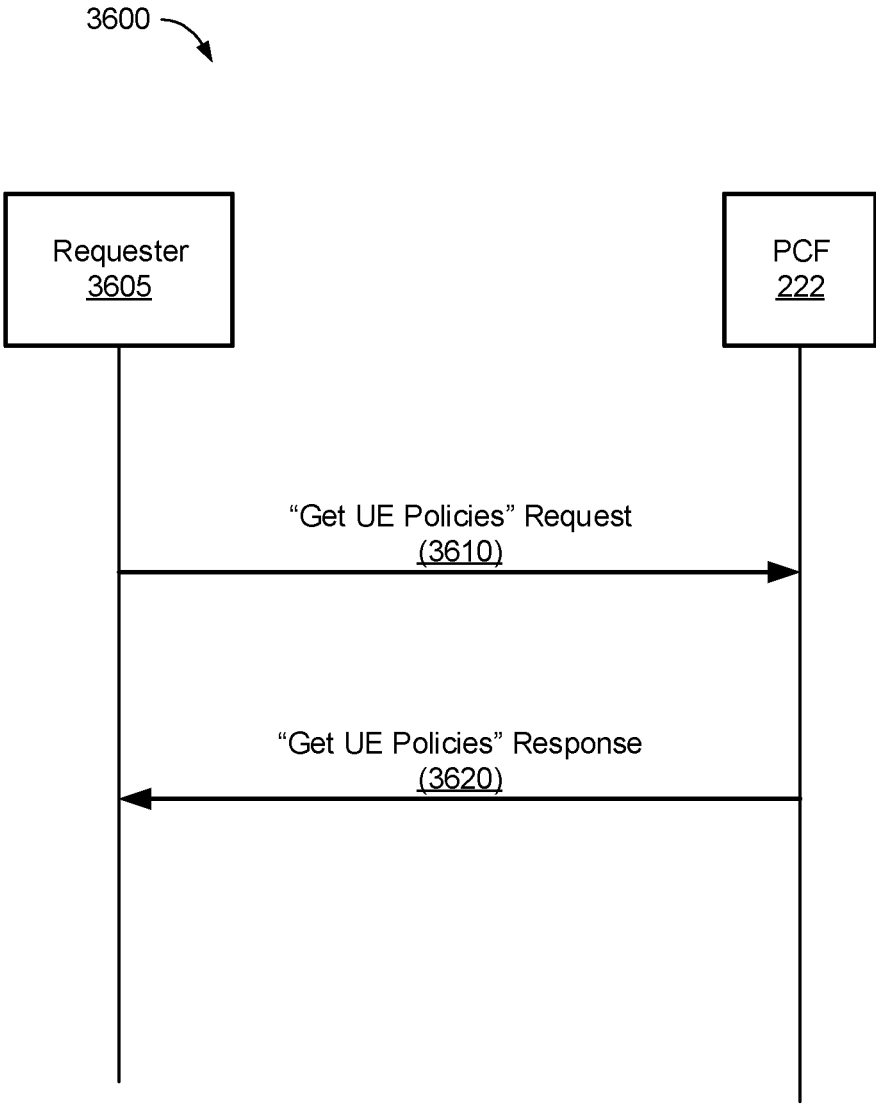 3600
Requester
3605
PCF
222
“Get UE Policies” Request
(3610)
“Get UE Policies” Response
(3620)